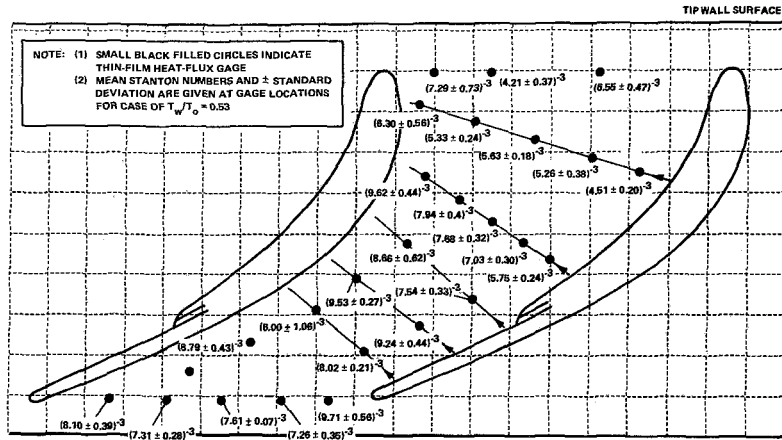 TIP WALL SURFACE
NOTE: (1) SMALL BLACK FILLED CIRCLES INDICATE
THIN-FILM HEAT-FLUX GAGE
(2) MEAN STANTON NUMBERS AND ± STANDARD
DEVIATION ARE GIVEN AT GAGE LOCATIONS
FOR CASE OF Tw/To = 0.53
(7.29 ± 0.73)-3
(4.21 ± 0.37)-3
(6.55 ± 0.47)-3
(6.30 ± 0.56)-3
(5.33 ± 0.24)-3
(5.63 ± 0.18)-3
(5.26 ± 0.38)-3
(4.51 ± 0.20)-3
(9.62 ± 0.44)-3
(7.94 ± 0.4)-3
(7.68 ± 0.32)-3
(7.03 ± 0.30)-3
(5.75 ± 0.24)-3
(8.66 ± 0.62)-3
(7.54 ± 0.33)-3
(9.53 ± 0.27)-3
(9.24 ± 0.44)-3
(8.00 ± 1.06)-3
(8.02 ± 0.21)-3
(8.79 ± 0.43)-3
(8.10 ± 0.39)-3
(7.31 ± 0.28)-3
(7.61 ± 0.07)-3
(7.26 ± 0.35)-3
(9.71 ± 0.56)-3